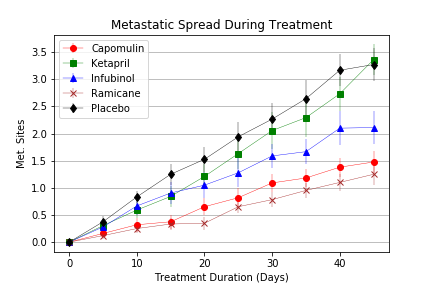 Metastatic Spread During Treatment
Capomulin
Ketapril
Infubinol
Ramicane
Placebo
Met. Sites
3.5
3.0
2.5
2.0
1.5
1.0
0.5
0.0
0 10 20 30 40
Treatment Duration (Days)